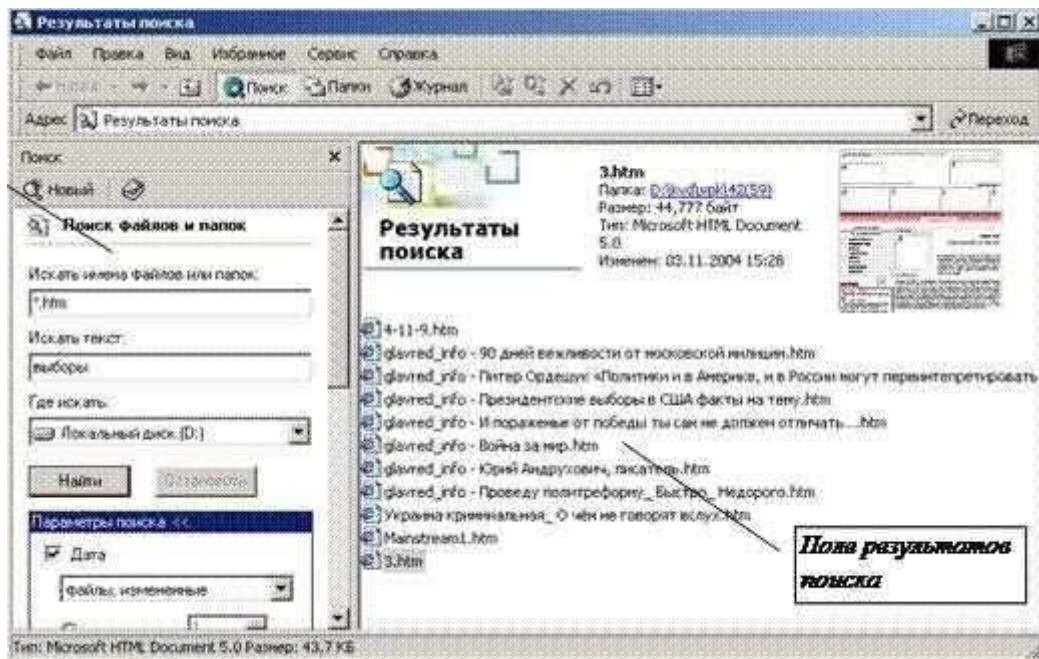 Результаты поиска
Файл Правка Вид Избранное Сервис Справка
Назад Поиск Папки Журнал
Адрес: Результаты поиска Переход
Поиск
Новый
Поиск файлов и папок
Искать имена файлов или папок:
*.htm
Искать текст:
выборы
Где искать:
Локальный диск (D:)
Найти Остановить
Параметры поиска <<
Дата
файлы, измененные
Результаты
поиска
3.htm
Папка:
Размер: 44,777 байт
Тип: Microsoft HTML Document
5.0
Изменен: 03.11.2004 15:28
4-11-9.htm
glavred_info - 90 дней вежливости от московской милиции.htm
glavred_info - Питер Ордешук «Политики и в Америке, и в России могут переинтепретировать
glavred_info - Президентские выборы в США факты на тему.htm
glavred_info - И пораженье от победы ты сам не должен отличать....htm
glavred_info - Война за мир.htm
glavred_info - Юрий Андрухович, писатель.htm
glavred_info - Проведу политреформу_ Быстро_ Недорого.htm
Украина криминальная_ О чём не говорят вслух.htm
Mainstream1.htm
3.htm
Поле результатов
поиска
Тип: Microsoft HTML Document 5.0 Размер: 43,7 КБ